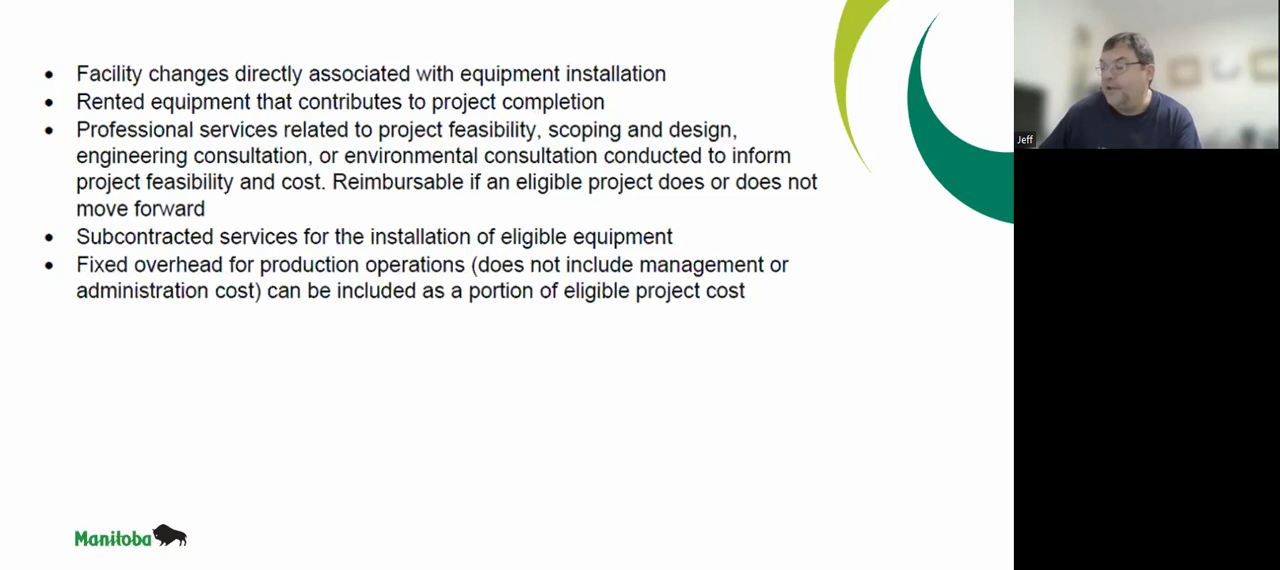 • Facility changes directly associated with equipment installation
• Rented equipment that contributes to project completion
• Professional services related to project feasibility, scoping and design,
engineering consultation, or environmental consultation conducted to inform
project feasibility and cost. Reimbursable if an eligible project does or does not
move forward
• Subcontracted services for the installation of eligible equipment
• Fixed overhead for production operations (does not include management or
administration cost) can be included as a portion of eligible project cost
Manitoba
Jeff